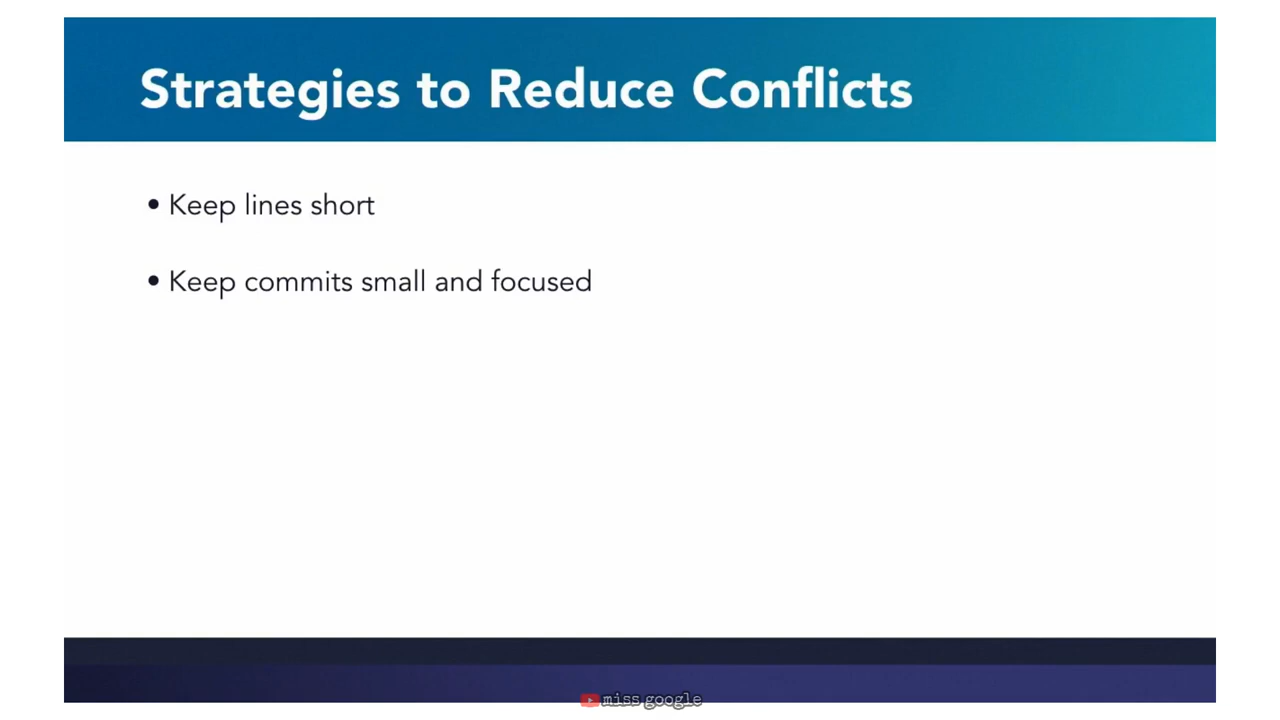 Strategies to Reduce Conflicts
• Keep lines short
• Keep commits small and focused
miss google